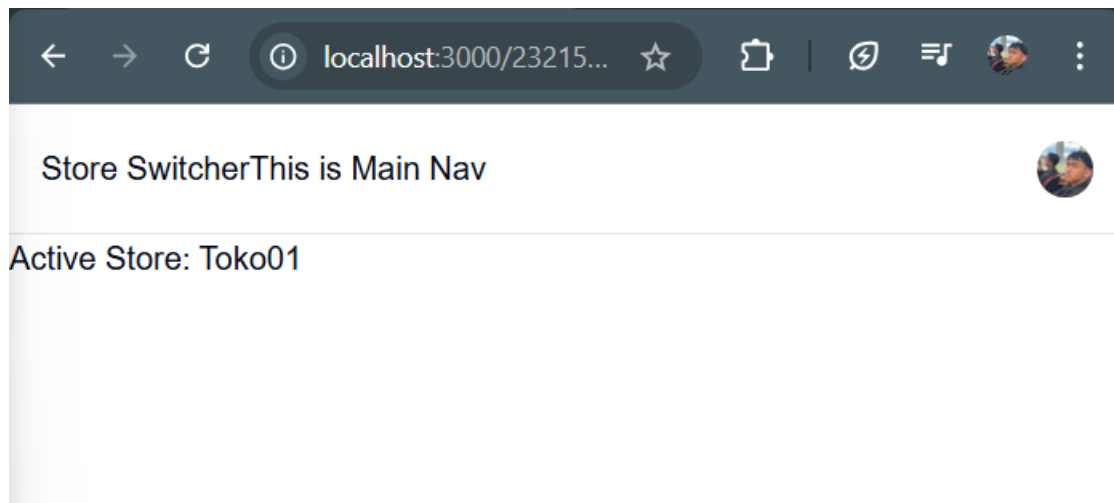 localhost:3000/23215...
Store SwitcherThis is Main Nav
Active Store: Toko01